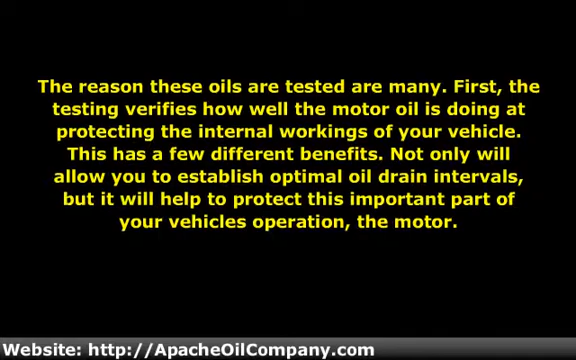 The reason these oils are tested are many. First, the
testing verifies how well the motor oil is doing at
protecting the internal workings of your vehicle.
This has a few different benefits. Not only will
allow you to establish optimal oil drain intervals,
but it will help to protect this important part of
your vehicles operation, the motor.
Website: http://ApacheOilCompany.com